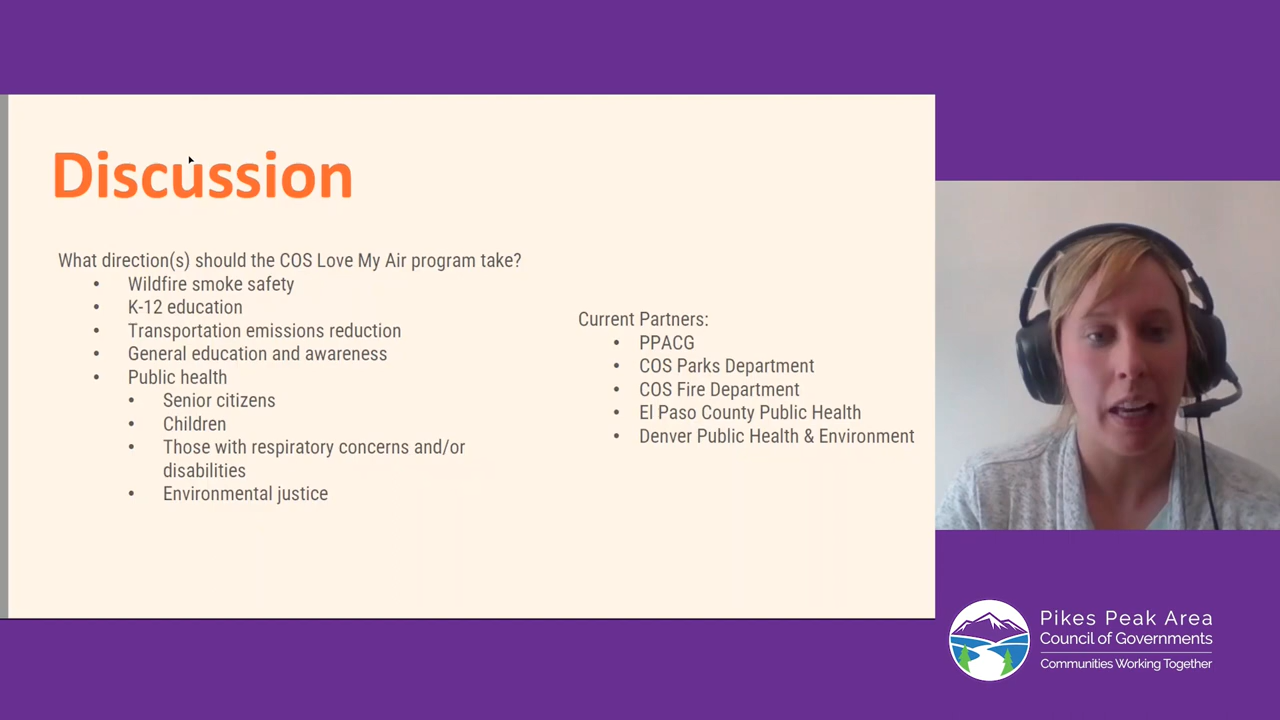 Discussion
What direction(s) should the COS Love My Air program take?
• Wildfire smoke safety
• K-12 education
• Transportation emissions reduction
• General education and awareness
• Public health
• Senior citizens
• Children
• Those with respiratory concerns and/or
disabilities
• Environmental justice
Current Partners:
• PPACG
• COS Parks Department
• COS Fire Department
• El Paso County Public Health
• Denver Public Health & Environment
Pikes Peak Area
Council of Governments
Communities Working Together